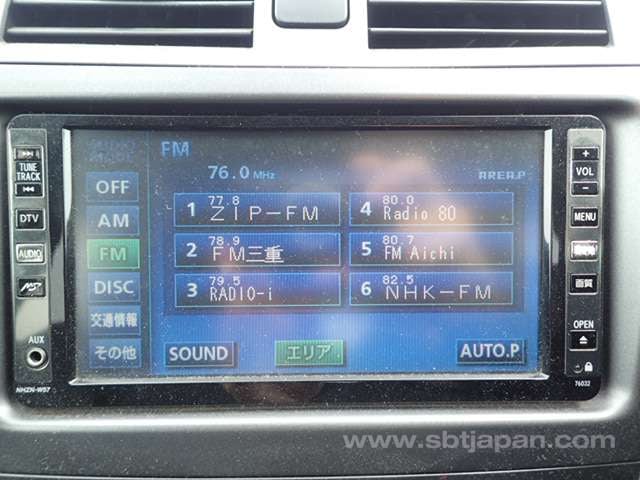 FM
76.0 MHz
AREA.P
OFF
AM
FM
DISC
交通情報
その他
1 77.8 ZIP-FM
2 78.9 FM三重
3 79.5 RADIO-i
4 80.0 Radio 80
5 80.7 FM Aichi
6 82.5 NHK-FM
SOUND
エリア
AUTO.P
TUNE
TRACK
DTV
AUDIO
AUX
NHZN-W57
+
VOL
-
MENU
画質
OPEN
76032
www.sbtjapan.com